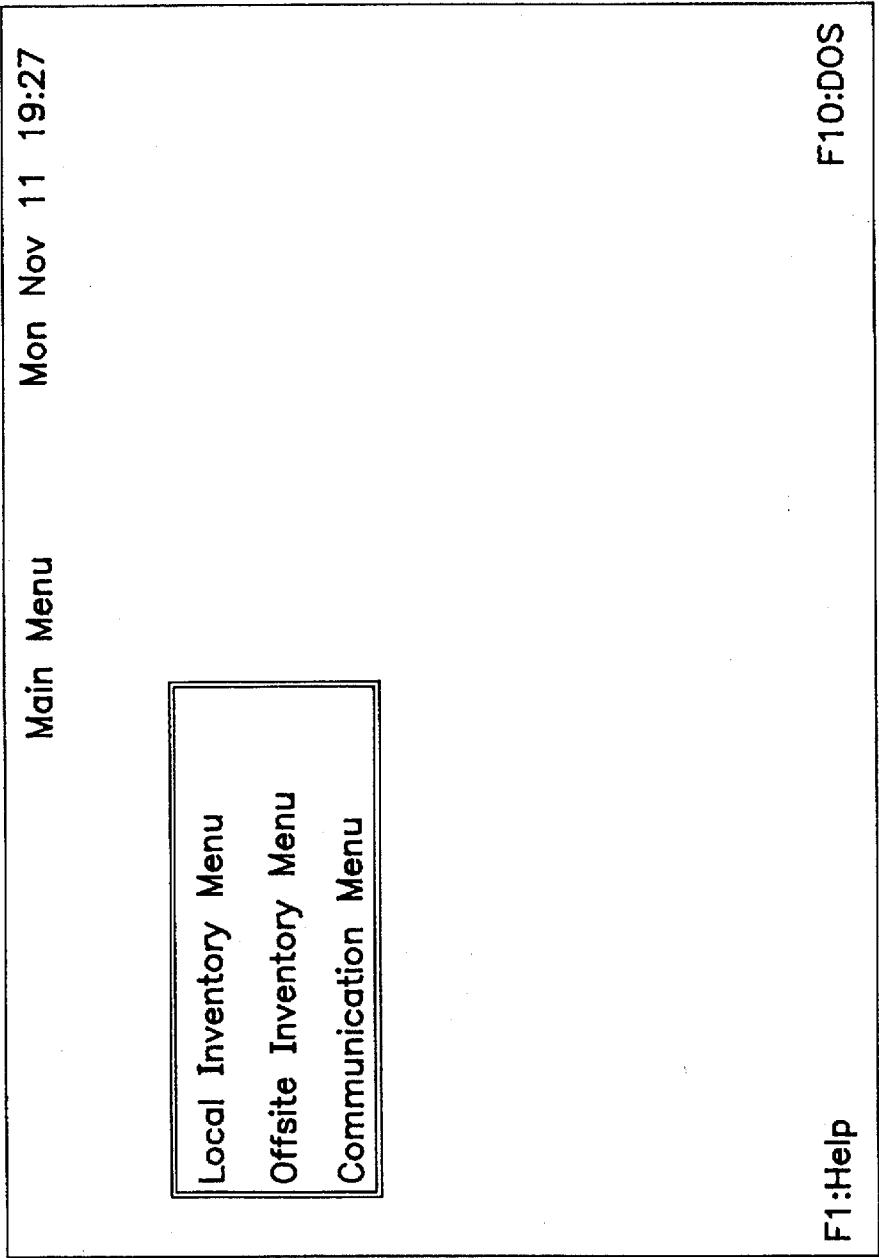 Main Menu Mon Nov 11 19:27
Local Inventory Menu
Offsite Inventory Menu
Communication Menu
F1:Help F10:DOS